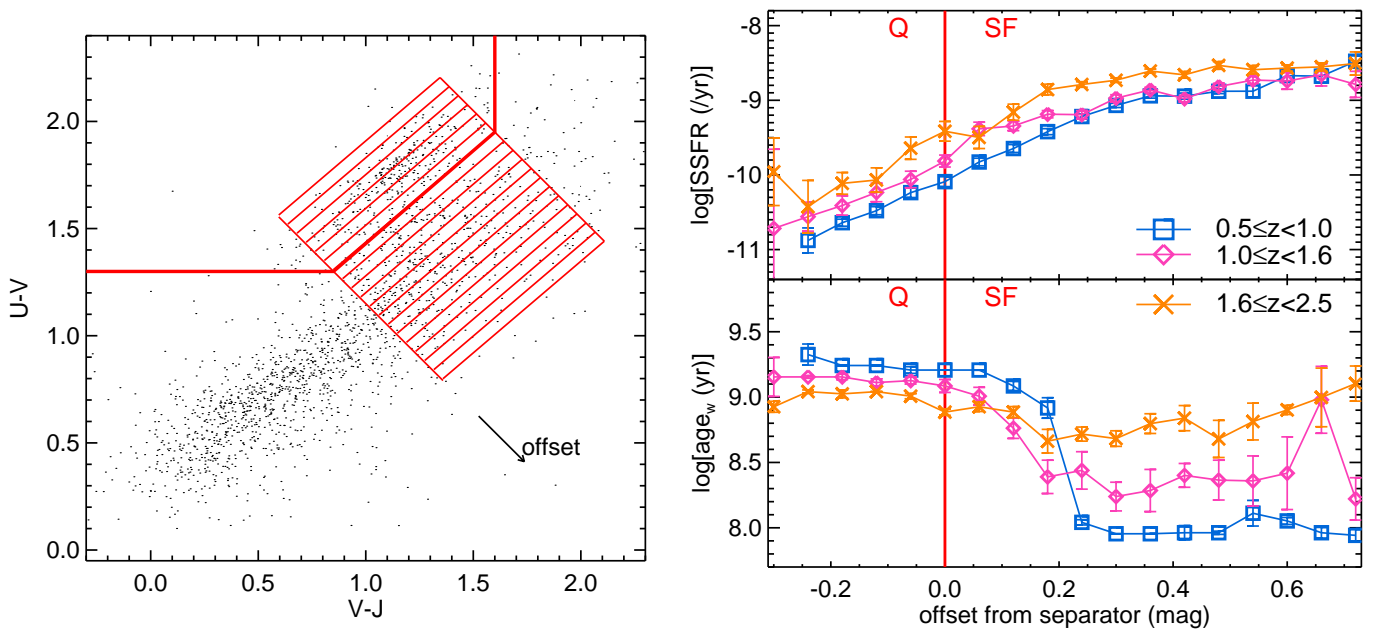 2.0
1.5
1.0
0.5
0.0
U-V
0.0 0.5 1.0 1.5 2.0
V-J
offset
Q SF
-8
-9
-10
-11
log[SSFR (/yr)]
0.5≤z<1.0
1.0≤z<1.6
Q SF
1.6≤z<2.5
9.5
9.0
8.5
8.0
log[age_w (yr)]
-0.2 0.0 0.2 0.4 0.6
offset from separator (mag)